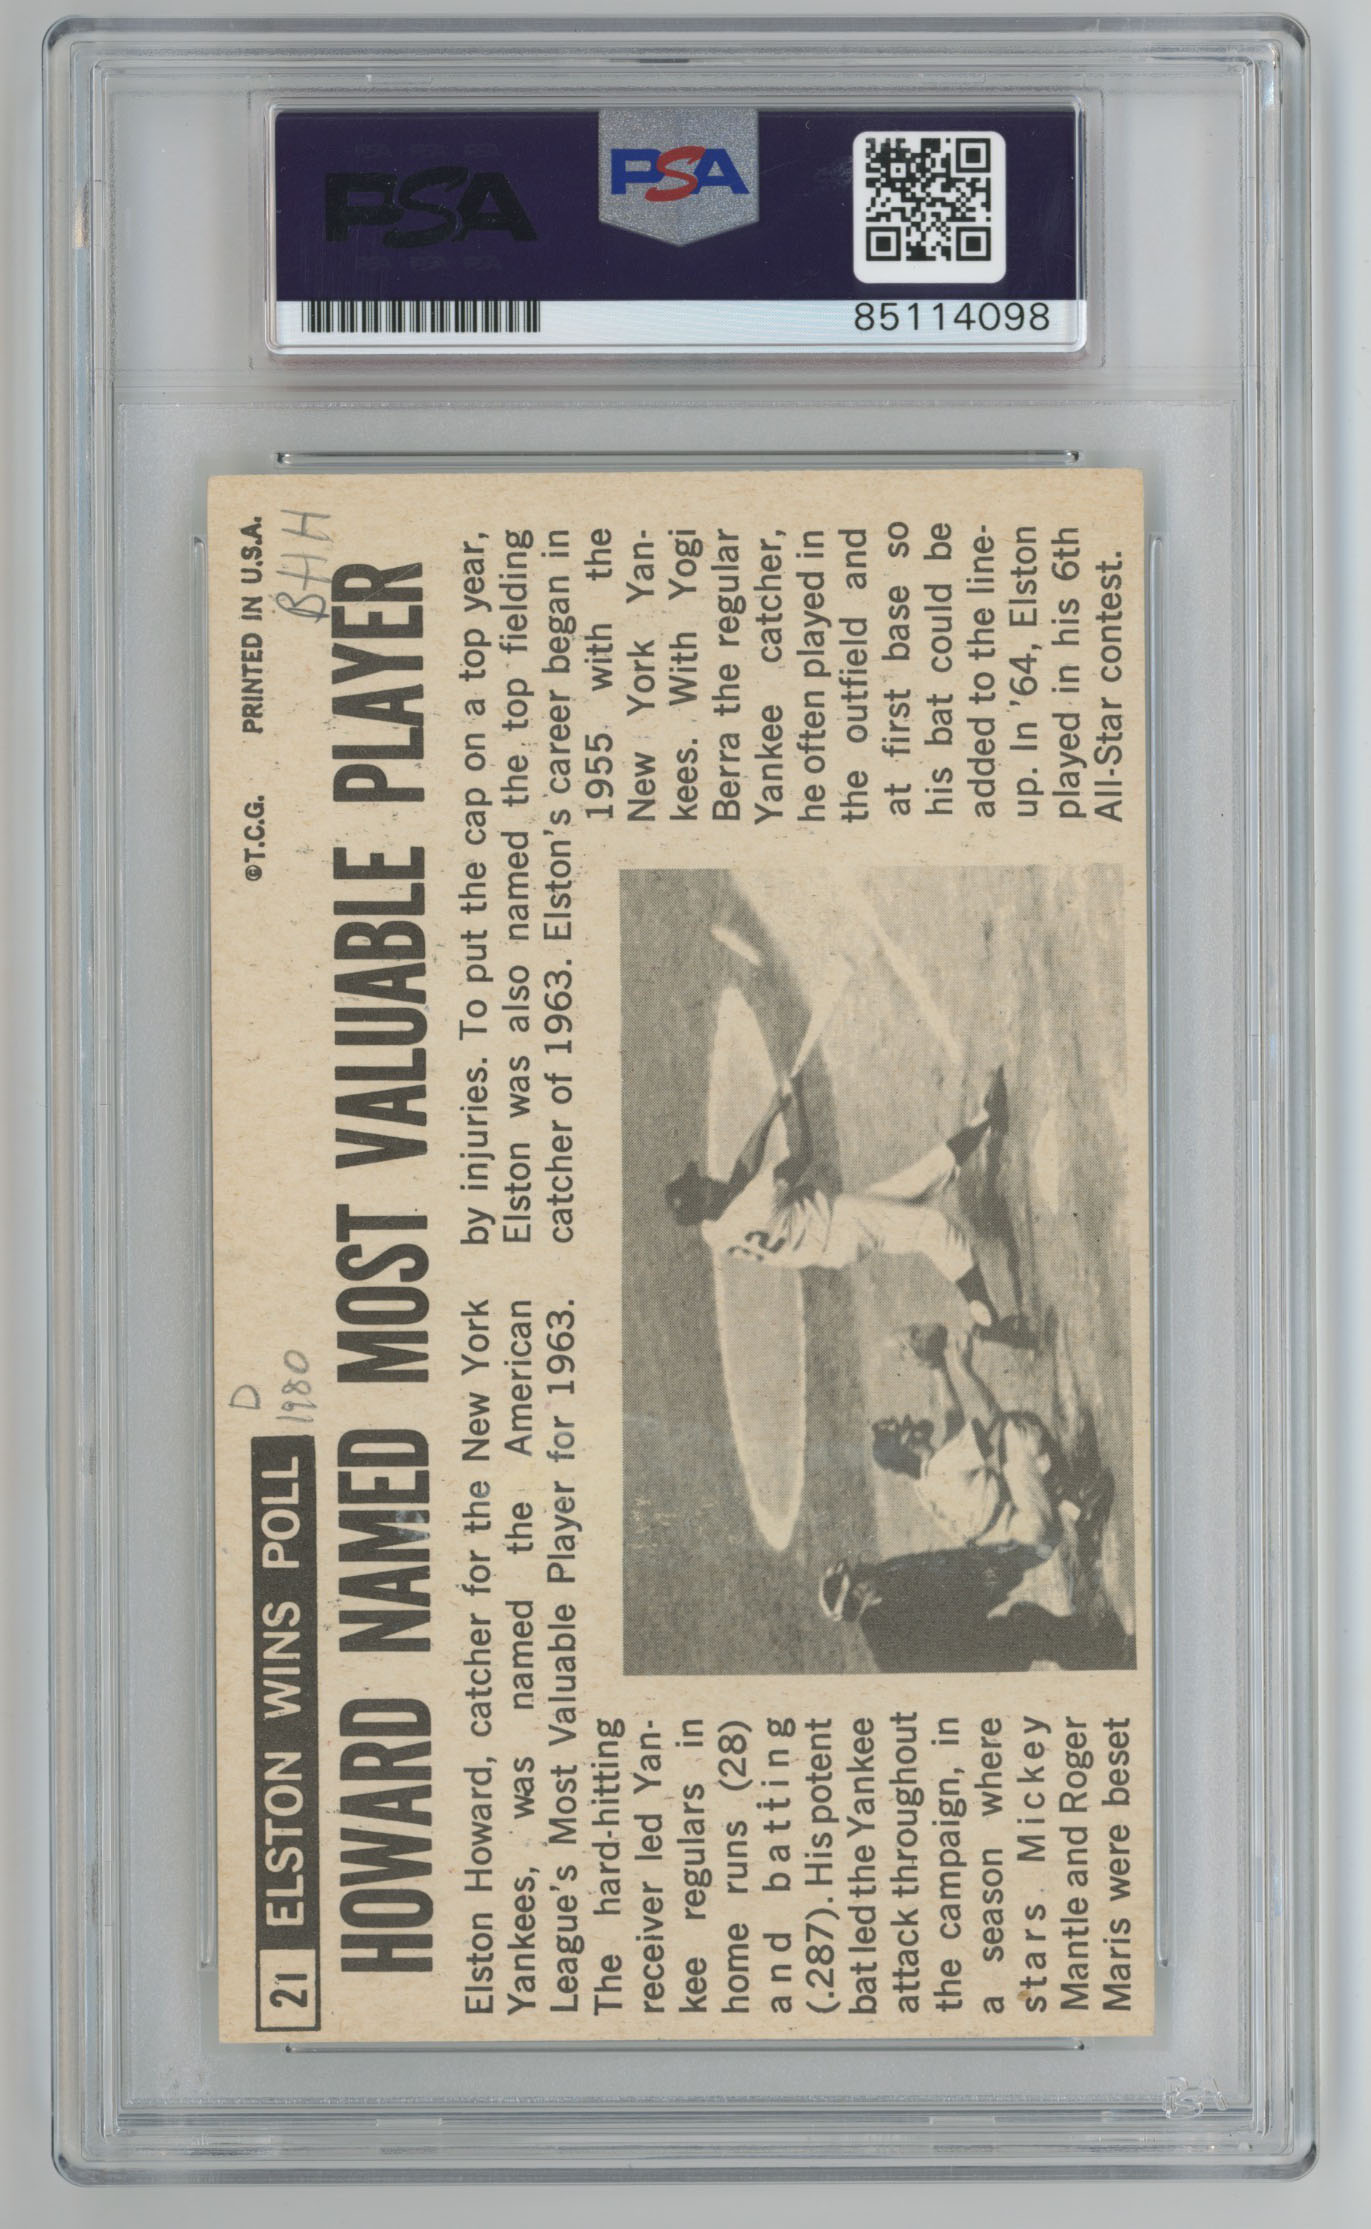 PSA
PSA
85114098
©T.C.G. PRINTED IN U.S.A.
BHH
D
1980
21 ELSTON WINS POLL
HOWARD NAMED MOST VALUABLE PLAYER
Elston Howard, catcher for the New York
Yankees, was named the American
League's Most Valuable Player for 1963.
The hard-hitting
receiver led Yan-
kee regulars in
home runs (28)
and batting
(.287). His potent
bat led the Yankee
attack throughout
the campaign, in
a season where
stars Mickey
Mantle and Roger
Maris were beset
by injuries. To put the cap on a top year,
Elston was also named the top fielding
catcher of 1963. Elston's career began in
1955 with the
New York Yan-
kees. With Yogi
Berra the regular
Yankee catcher,
he often played in
the outfield and
at first base so
his bat could be
added to the line-
up. In '64, Elston
played in his 6th
All-Star contest.
32
PSA